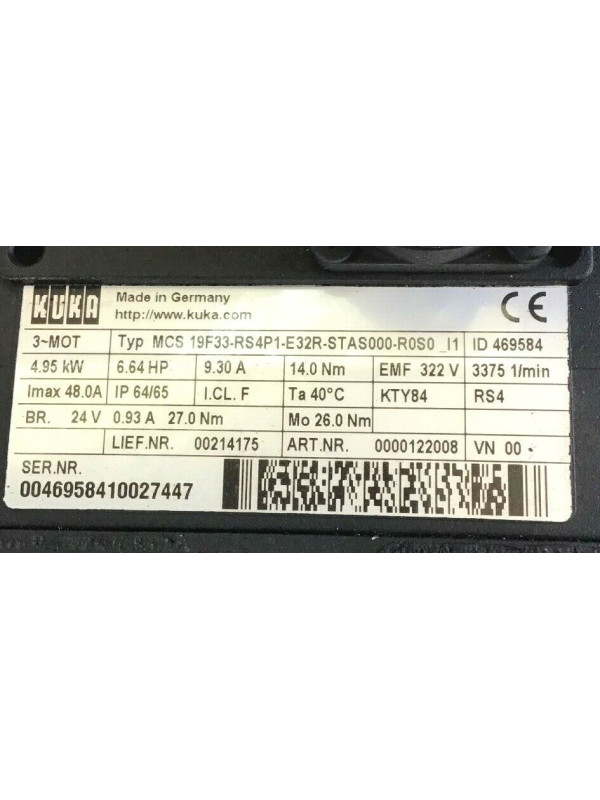 KUKA Made in Germany CE
http://www.kuka.com
3~MOT Typ MCS 19F33-RS4P1-E32R-STAS000-R0S0 _I1 ID 469584
4.95 kW 6.64 HP 9.30 A 14.0 Nm EMF 322 V 3375 1/min
Imax 48.0A IP 64/65 I.CL. F Ta 40°C KTY84 RS4
BR. 24 V 0.93 A 27.0 Nm Mo 26.0 Nm
LIEF.NR. 00214175 ART.NR. 0000122008 VN 00
SER.NR.
0046958410027447